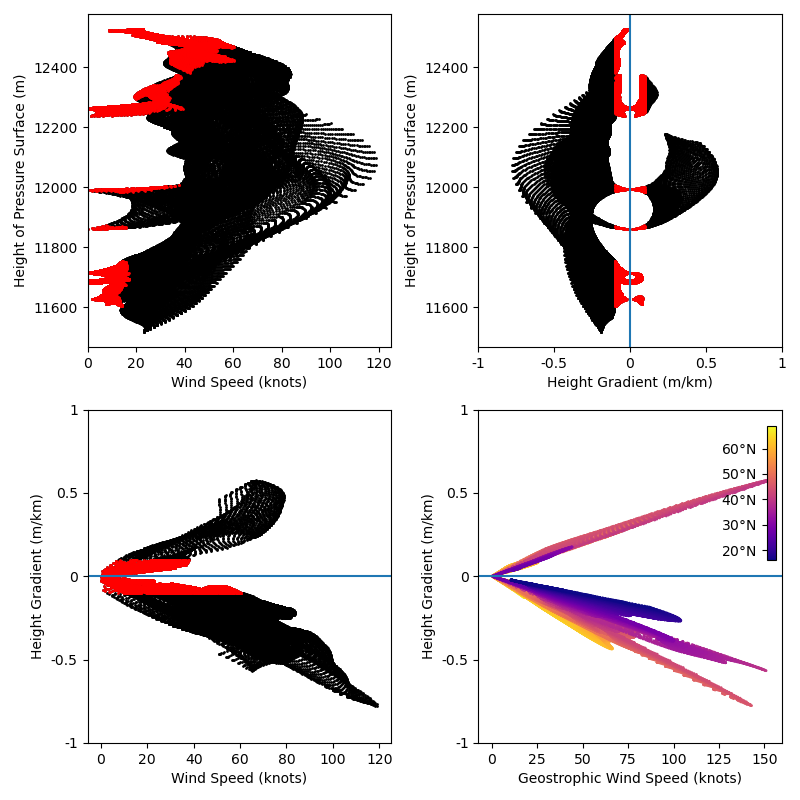 12400
12200
12000
11800
11600
Height of Pressure Surface (m)
0 20 40 60 80 100 120
Wind Speed (knots)
12400
12200
12000
11800
11600
Height of Pressure Surface (m)
-1 -0.5 0 0.5 1
Height Gradient (m/km)
1
0.5
0
-0.5
-1
Height Gradient (m/km)
0 20 40 60 80 100 120
Wind Speed (knots)
1
0.5
0
-0.5
-1
Height Gradient (m/km)
60°N
50°N
40°N
30°N
20°N
0 25 50 75 100 125 150
Geostrophic Wind Speed (knots)